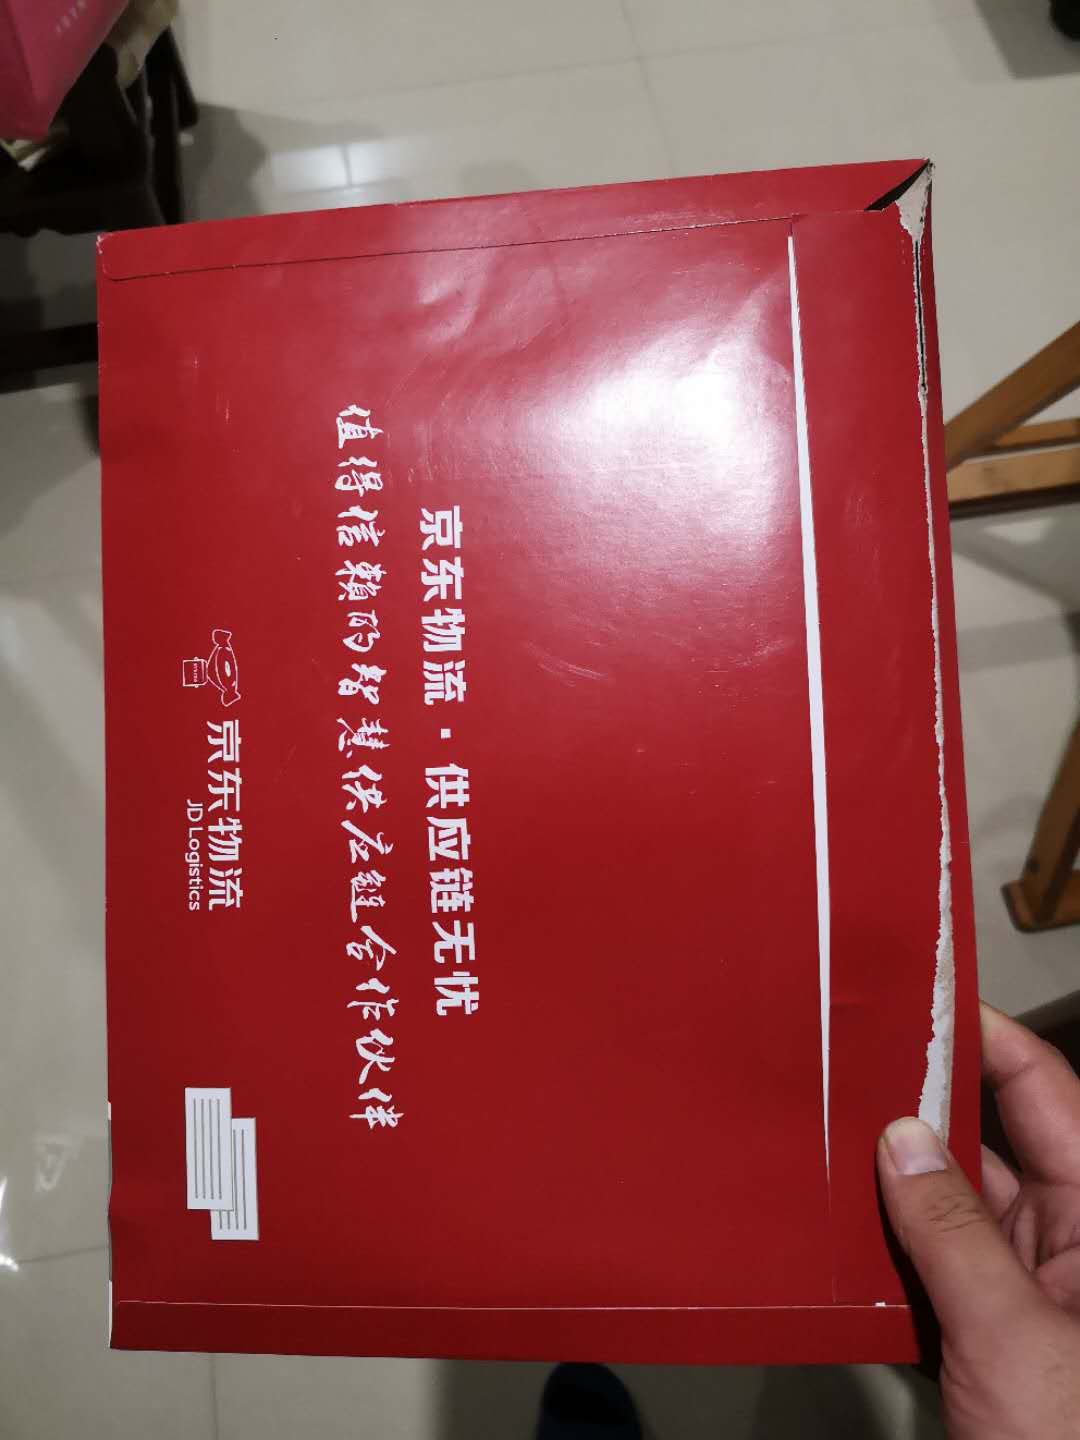 京东物流·供应链无忧
值得信赖的智慧供应链合作伙伴
京东物流
JD Logistics